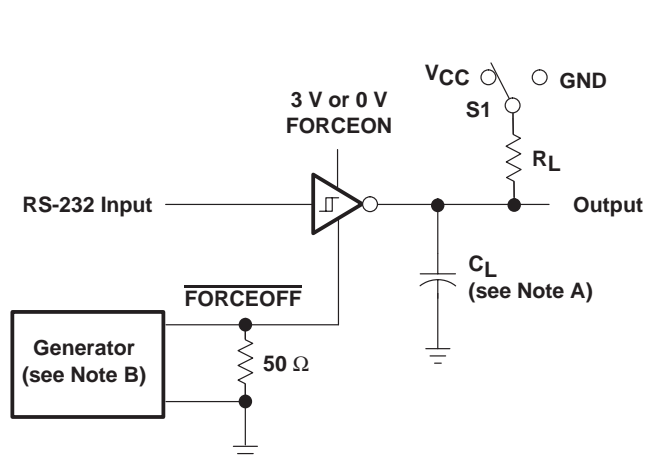 VCC
GND
S1
3 V or 0 V
FORCEON
RL
RS-232 Input
Output
CL
(see Note A)
FORCEOFF
Generator
(see Note B)
50 Ω